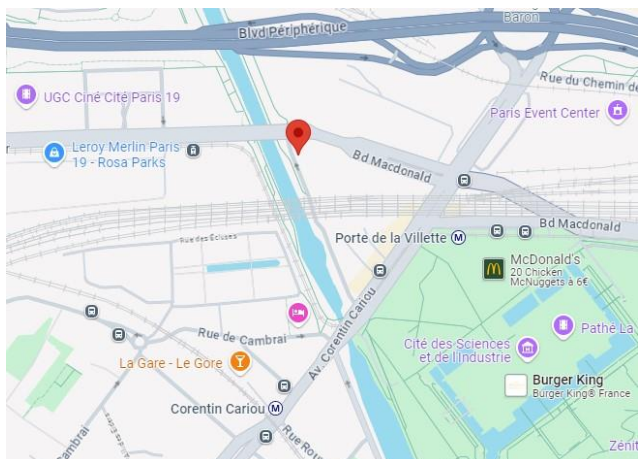 Baron
Blvd Périphérique
Rue du Chemin de
UGC Ciné Cité Paris 19
Paris Event Center
er
Leroy Merlin Paris
19 - Rosa Parks
Bd Macdonald
Bd Macdonald
Rue des Écluses
Porte de la Villette
M
McDonald's
20 Chicken
McNuggets à 6€
Pathé La
Rue de Cambrai
Av. Corentin Cariou
Cité des Sciences
et de l'Industrie
La Gare - Le Gore
Burger King
Burger King® France
Corentin Cariou
M
Cambrai
Rue Rou
Zénit